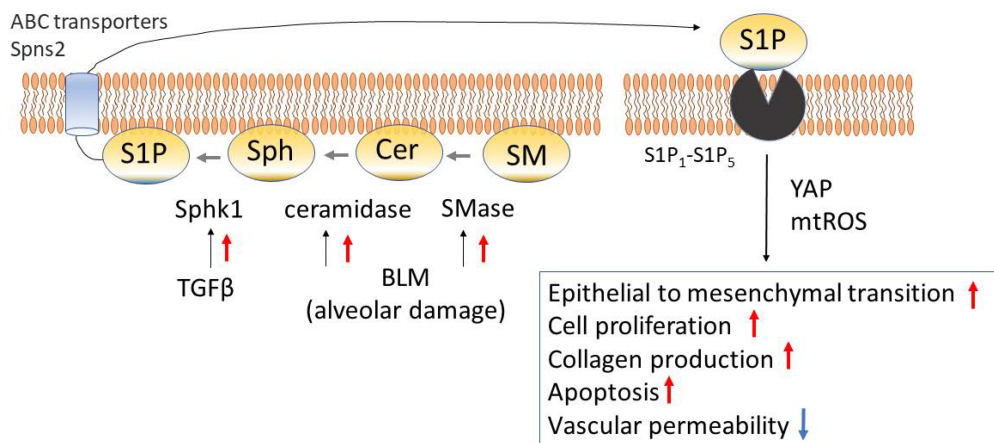 ABC transporters
Spns2
S1P
S1P
Sph
Cer
SM
S1P₁-S1P₅
Sphk1
ceramidase
SMase
YAP
mtROS
TGFβ
BLM
(alveolar damage)
Epithelial to mesenchymal transition
Cell proliferation
Collagen production
Apoptosis
Vascular permeability